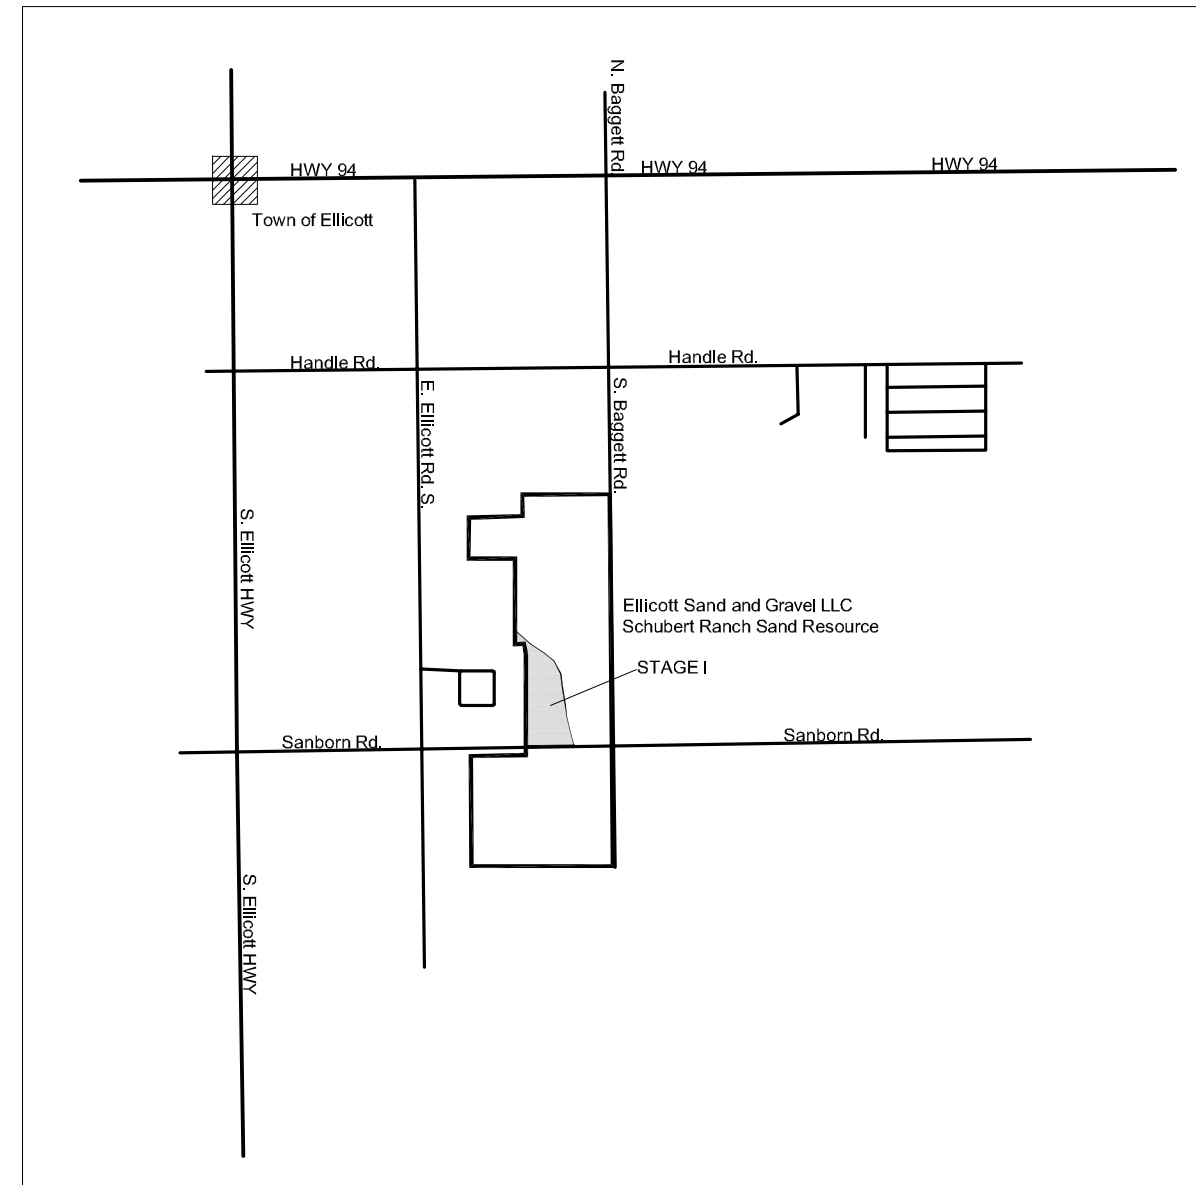 N. Baggett Rd.
HWY 94
HWY 94
HWY 94
Town of Ellicott
Handle Rd.
Handle Rd.
E. Ellicott Rd. S.
S. Baggett Rd.
S. Ellicott HWY
Ellicott Sand and Gravel LLC
Schubert Ranch Sand Resource
STAGE I
Sanborn Rd.
Sanborn Rd.
S. Ellicott HWY